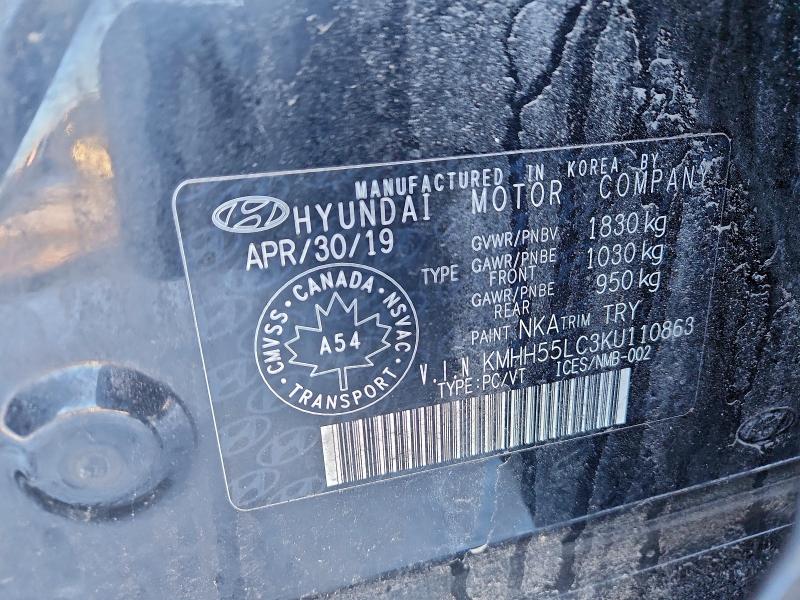 MANUFACTURED IN KOREA BY
HYUNDAI MOTOR COMPANY
APR/30/19
TYPE
GVWR/PNBV 1830 kg
GAWR/PNBE FRONT 1030 kg
GAWR/PNBE REAR 950 kg
PAINT NKA TRIM TRY
V.I.N KMHH55LC3KU110863
TYPE:PC/VT ICES/NMB-002
CMVSS · CANADA · NSVAC · TRANSPORT ·
A54